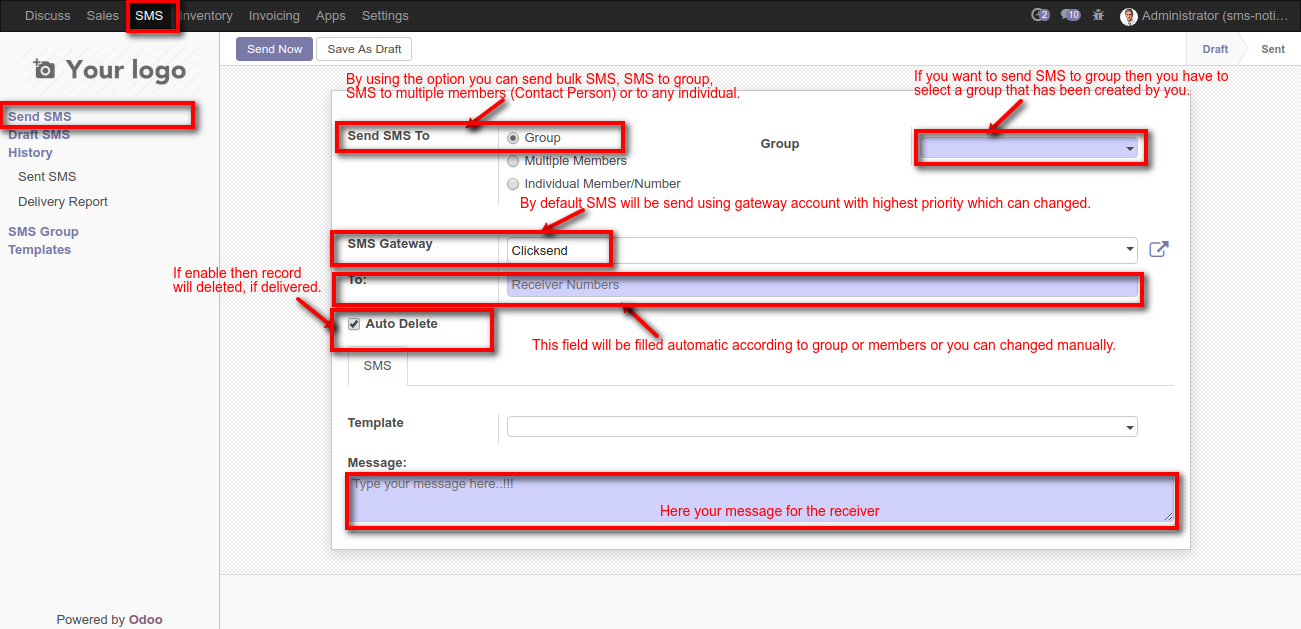 Discuss Sales SMS Inventory Invoicing Apps Settings 2 10 Administrator (sms-noti...
Your logo
Send Now Save As Draft Draft Sent
By using the option you can send bulk SMS, SMS to group,
SMS to multiple members (Contact Person) or to any individual.
If you want to send SMS to group then you have to
select a group that has been created by you.
Send SMS
Draft SMS
History
Sent SMS
Delivery Report
SMS Group
Templates
Send SMS To
Group
Multiple Members
Individual Member/Number
Group
By default SMS will be send using gateway account with highest priority which can changed.
SMS Gateway Clicksend
If enable then record
will deleted, if delivered.
To: Receiver Numbers
Auto Delete
This field will be filled automatic according to group or members or you can changed manually.
SMS
Template
Message:
Type your message here..!!!
Here your message for the receiver
Powered by Odoo